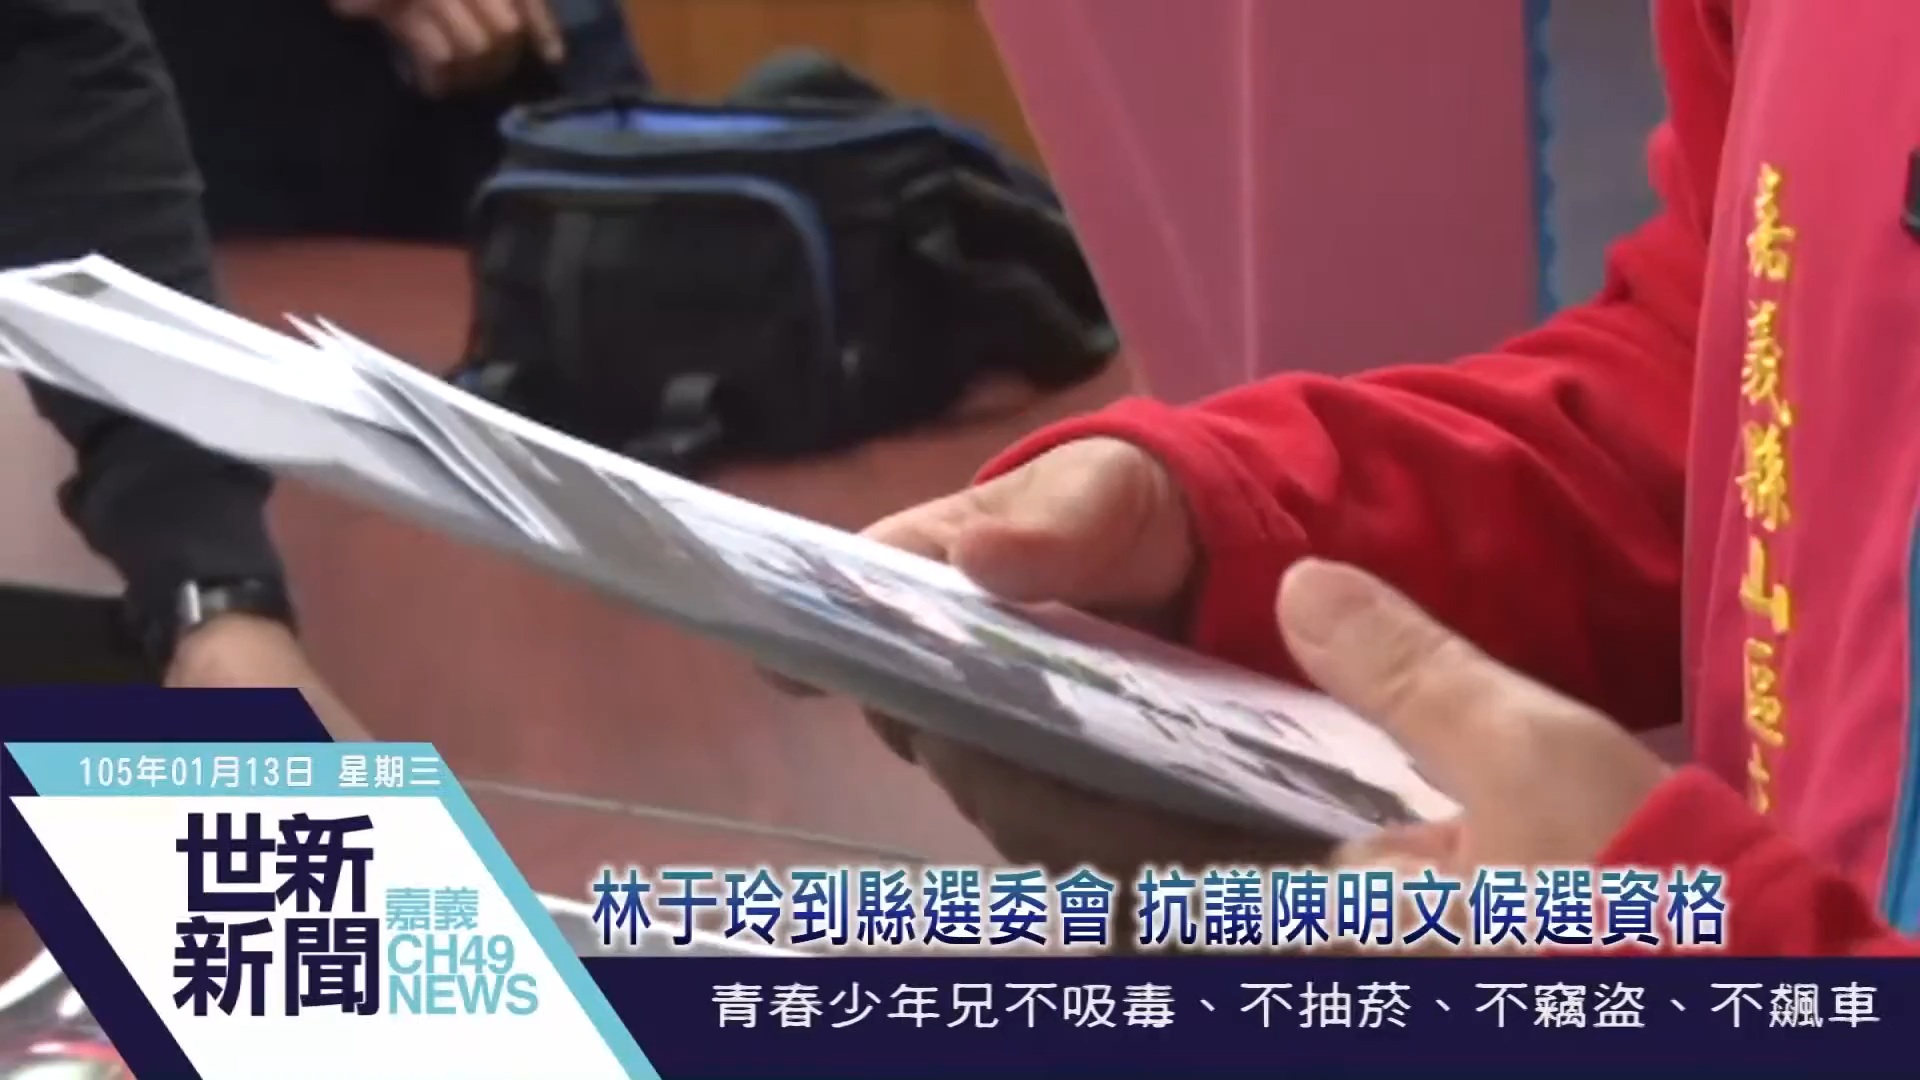 嘉義縣山區
105年01月13日 星期三
世新
新聞
嘉義
CH49
NEWS
林于玲到縣選委會 抗議陳明文候選資格
青春少年兄不吸毒、不抽菸、不竊盜、不飆車